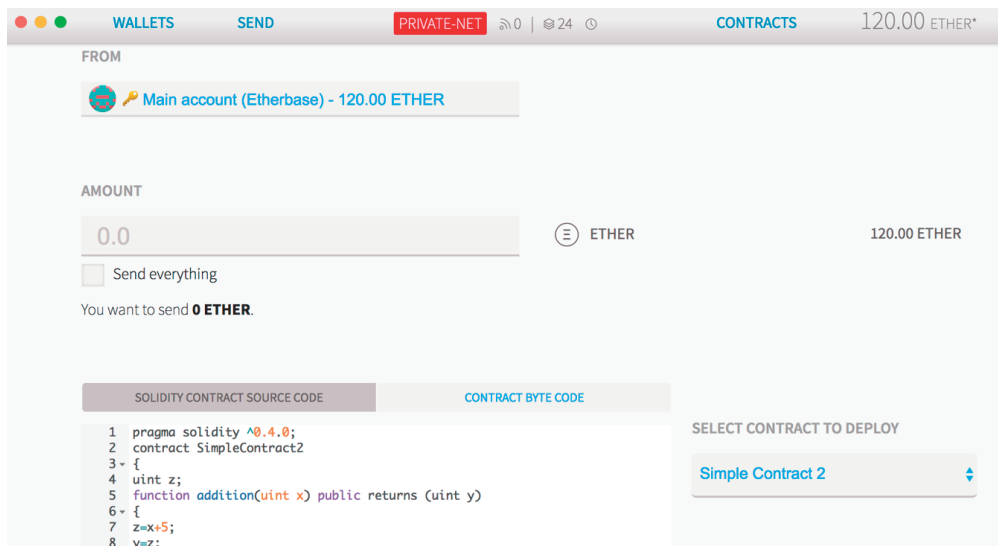 WALLETS SEND PRIVATE-NET 0 | 24 CONTRACTS 120.00 ETHER*
FROM
Main account (Etherbase) - 120.00 ETHER
AMOUNT
0.0 ETHER 120.00 ETHER
Send everything
You want to send 0 ETHER.
SOLIDITY CONTRACT SOURCE CODE CONTRACT BYTE CODE
SELECT CONTRACT TO DEPLOY
Simple Contract 2
1 pragma solidity ^0.4.0;
2 contract SimpleContract2
3 {
4 uint z;
5 function addition(uint x) public returns (uint y)
6 {
7 z=x+5;
8 y=z;